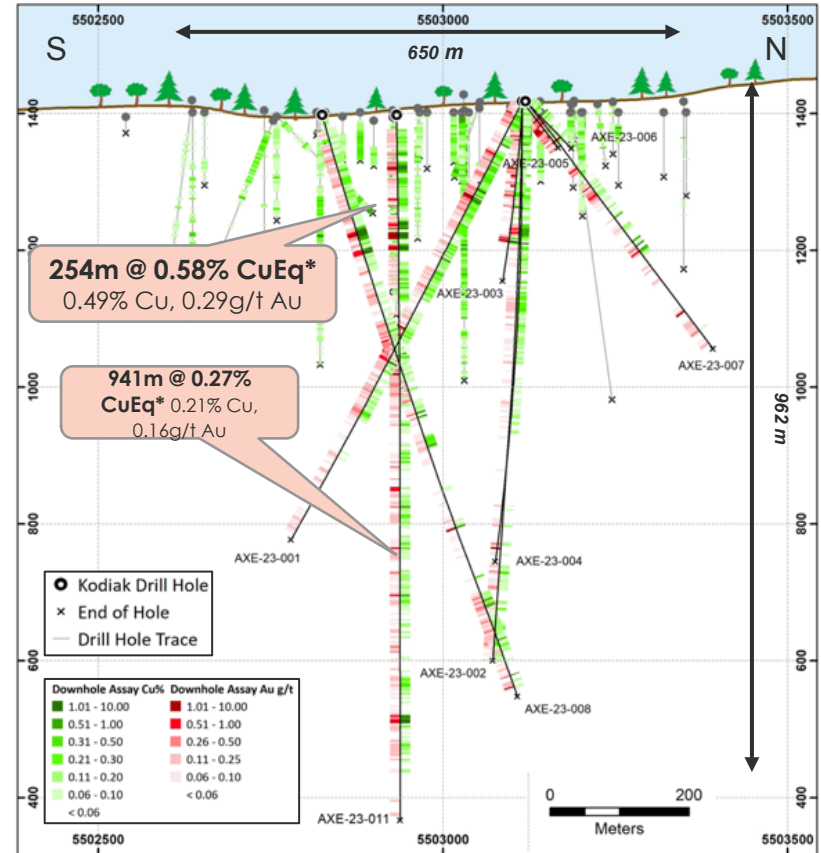 5502500
5503000
5503500
S
N
650 m
1400
1400
AXE-23-006
AXE-23-005
254m @ 0.58% CuEq*
0.49% Cu, 0.29g/t Au
1200
AXE-23-003
AXE-23-007
941m @ 0.27%
CuEq* 0.21% Cu,
0.16g/t Au
1000
1000
962 m
800
800
AXE-23-001
AXE-23-004
Kodiak Drill Hole
End of Hole
Drill Hole Trace
600
600
AXE-23-002
AXE-23-008
Downhole Assay Cu% Downhole Assay Au g/t
1.01 - 10.00 1.01 - 10.00
0.51 - 1.00 0.51 - 1.00
0.31 - 0.50 0.26 - 0.50
0.21 - 0.30 0.11 - 0.25
0.11 - 0.20 0.06 - 0.10
0.06 - 0.10 < 0.06
< 0.06
400
400
AXE-23-011
0 200
Meters
5502500
5503000
5503500